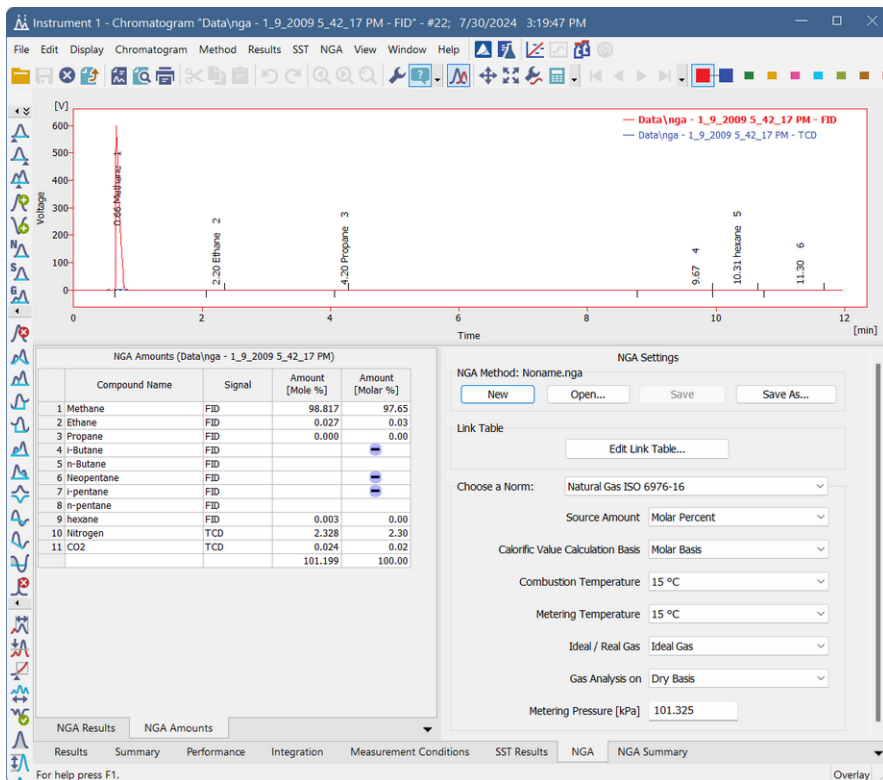 Instrument 1 - Chromatogram "Data\nga - 1_9_2009 5_42_17 PM - FID" - #22;  7/30/2024  3:19:47 PM
File Edit Display Chromatogram Method Results SST NGA View Window Help
[V]
Data\nga - 1_9_2009 5_42_17 PM - FID
Data\nga - 1_9_2009 5_42_17 PM - TCD
600
500
400
300
200
100
0
Voltage
0.66 Methane 1
2.20 Ethane 2
4.20 Propane 3
9.67 4
10.31 hexane 5
11.30 6
0 2 4 6 8 10 12
Time
[min]
NGA Amounts (Data\nga - 1_9_2009 5_42_17 PM)
Compound Name Signal Amount [Mole %] Amount [Molar %]
1 Methane FID 98.817 97.65
2 Ethane FID 0.027 0.03
3 Propane FID 0.000 0.00
4 i-Butane FID
5 n-Butane FID
6 Neopentane FID
7 i-pentane FID
8 n-pentane FID
9 hexane FID 0.003 0.00
10 Nitrogen TCD 2.328 2.30
11 CO2 TCD 0.024 0.02
101.199 100.00
NGA Results NGA Amounts
NGA Settings
NGA Method: Noname.nga
New Open... Save Save As...
Link Table
Edit Link Table...
Choose a Norm: Natural Gas ISO 6976-16
Source Amount Molar Percent
Calorific Value Calculation Basis Molar Basis
Combustion Temperature 15 °C
Metering Temperature 15 °C
Ideal / Real Gas Ideal Gas
Gas Analysis on Dry Basis
Metering Pressure [kPa] 101.325
Results Summary Performance Integration Measurement Conditions SST Results NGA NGA Summary
For help press F1.
Overlay